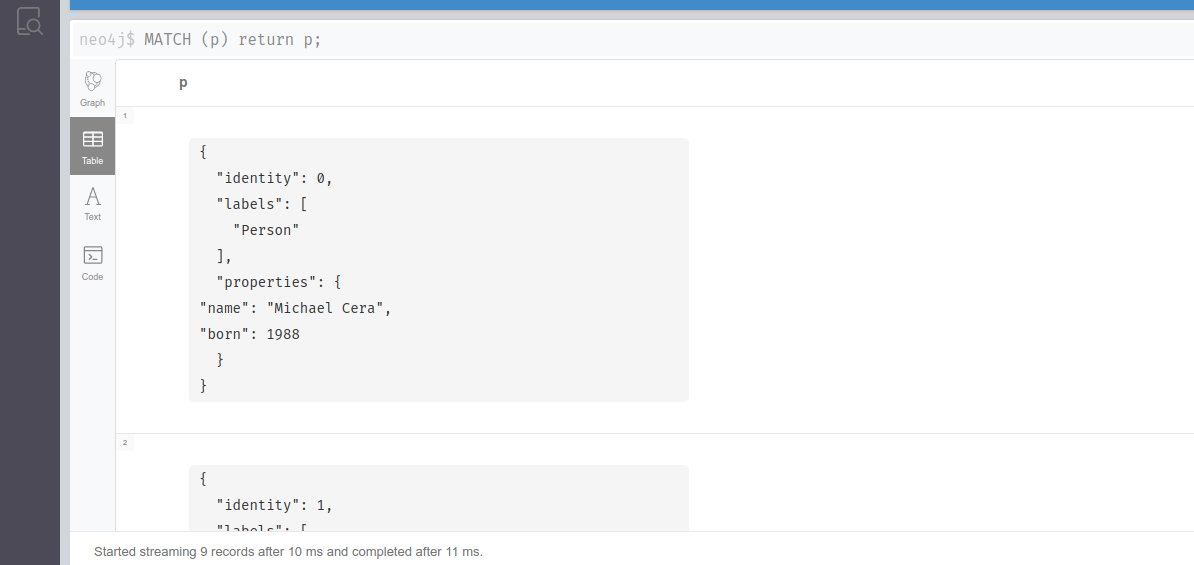 neo4j$ MATCH (p) return p;
Graph
Table
Text
Code
p
1
{
"identity": 0,
"labels": [
"Person"
],
"properties": {
"name": "Michael Cera",
"born": 1988
}
}
2
{
"identity": 1,
"labels": [
Started streaming 9 records after 10 ms and completed after 11 ms.